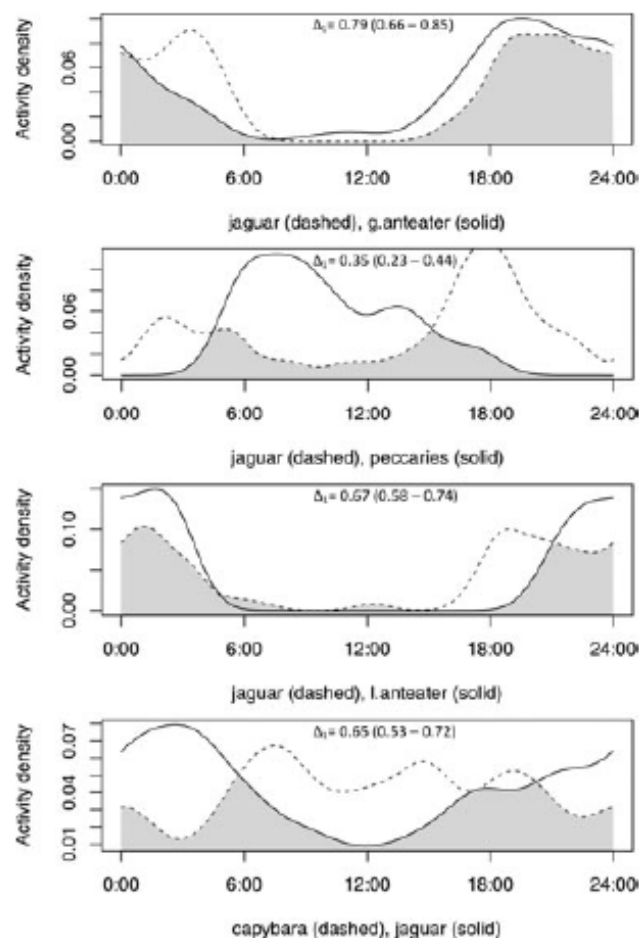 Δ₁= 0.79 (0.66 – 0.85)
Activity density
0.06
0.00
0:00 6:00 12:00 18:00 24:00
jaguar (dashed), g.anteater (solid)
Δ₁= 0.35 (0.23 – 0.44)
Activity density
0.06
0.00
0:00 6:00 12:00 18:00 24:00
jaguar (dashed), peccaries (solid)
Δ₁= 0.67 (0.58 – 0.74)
Activity density
0.10
0.00
0:00 6:00 12:00 18:00 24:00
jaguar (dashed), l.anteater (solid)
Δ₁= 0.65 (0.53 – 0.72)
Activity density
0.07
0.04
0.01
0:00 6:00 12:00 18:00 24:00
capybara (dashed), jaguar (solid)